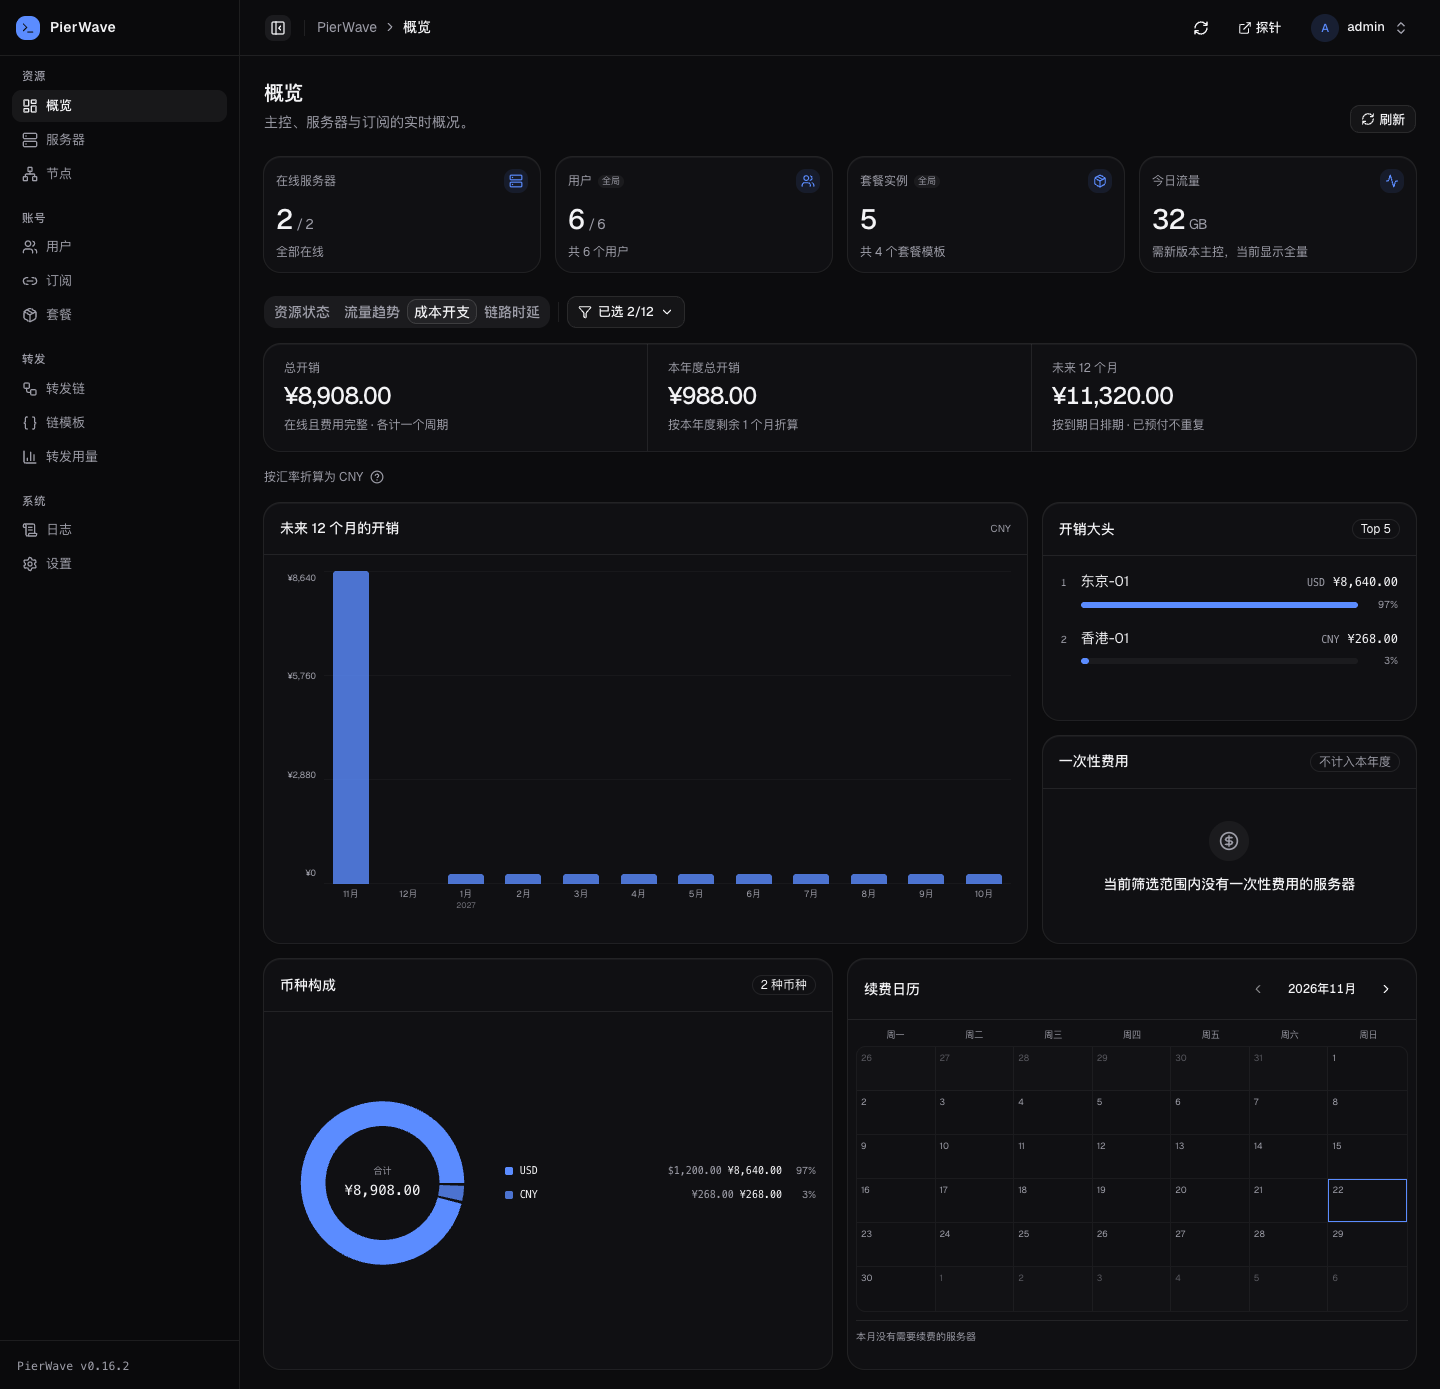 PierWave
PierWave > 概览
探针
A admin
资源
概览
服务器
节点
账号
用户
订阅
套餐
转发
转发链
链模板
转发用量
系统
日志
设置
PierWave v0.16.2
概览
主控、服务器与订阅的实时概况。
刷新
在线服务器
2 / 2
全部在线
用户 全局
6 / 6
共 6 个用户
套餐实例 全局
5
共 4 个套餐模板
今日流量
32 GB
需新版本主控，当前显示全量
资源状态 流量趋势 成本开支 链路时延 已选 2/12
总开销
¥8,908.00
在线且费用完整 · 各计一个周期
本年度总开销
¥988.00
按本年度剩余 1 个月折算
未来 12 个月
¥11,320.00
按到期日排期 · 已预付不重复
按汇率折算为 CNY
未来 12 个月的开销 CNY
¥8,640
¥5,760
¥2,880
¥0
11月 12月 1月 2月 3月 4月 5月 6月 7月 8月 9月 10月
2027
开销大头 Top 5
1 东京-01 USD ¥8,640.00
97%
2 香港-01 CNY ¥268.00
3%
一次性费用 不计入本年度
当前筛选范围内没有一次性费用的服务器
币种构成 2 种币种
合计
¥8,908.00
USD $1,200.00 ¥8,640.00 97%
CNY ¥268.00 ¥268.00 3%
续费日历 2026年11月
周一 周二 周三 周四 周五 周六 周日
26 27 28 29 30 31 1
2 3 4 5 6 7 8
9 10 11 12 13 14 15
16 17 18 19 20 21 22
23 24 25 26 27 28 29
30 1 2 3 4 5 6
本月没有需要续费的服务器